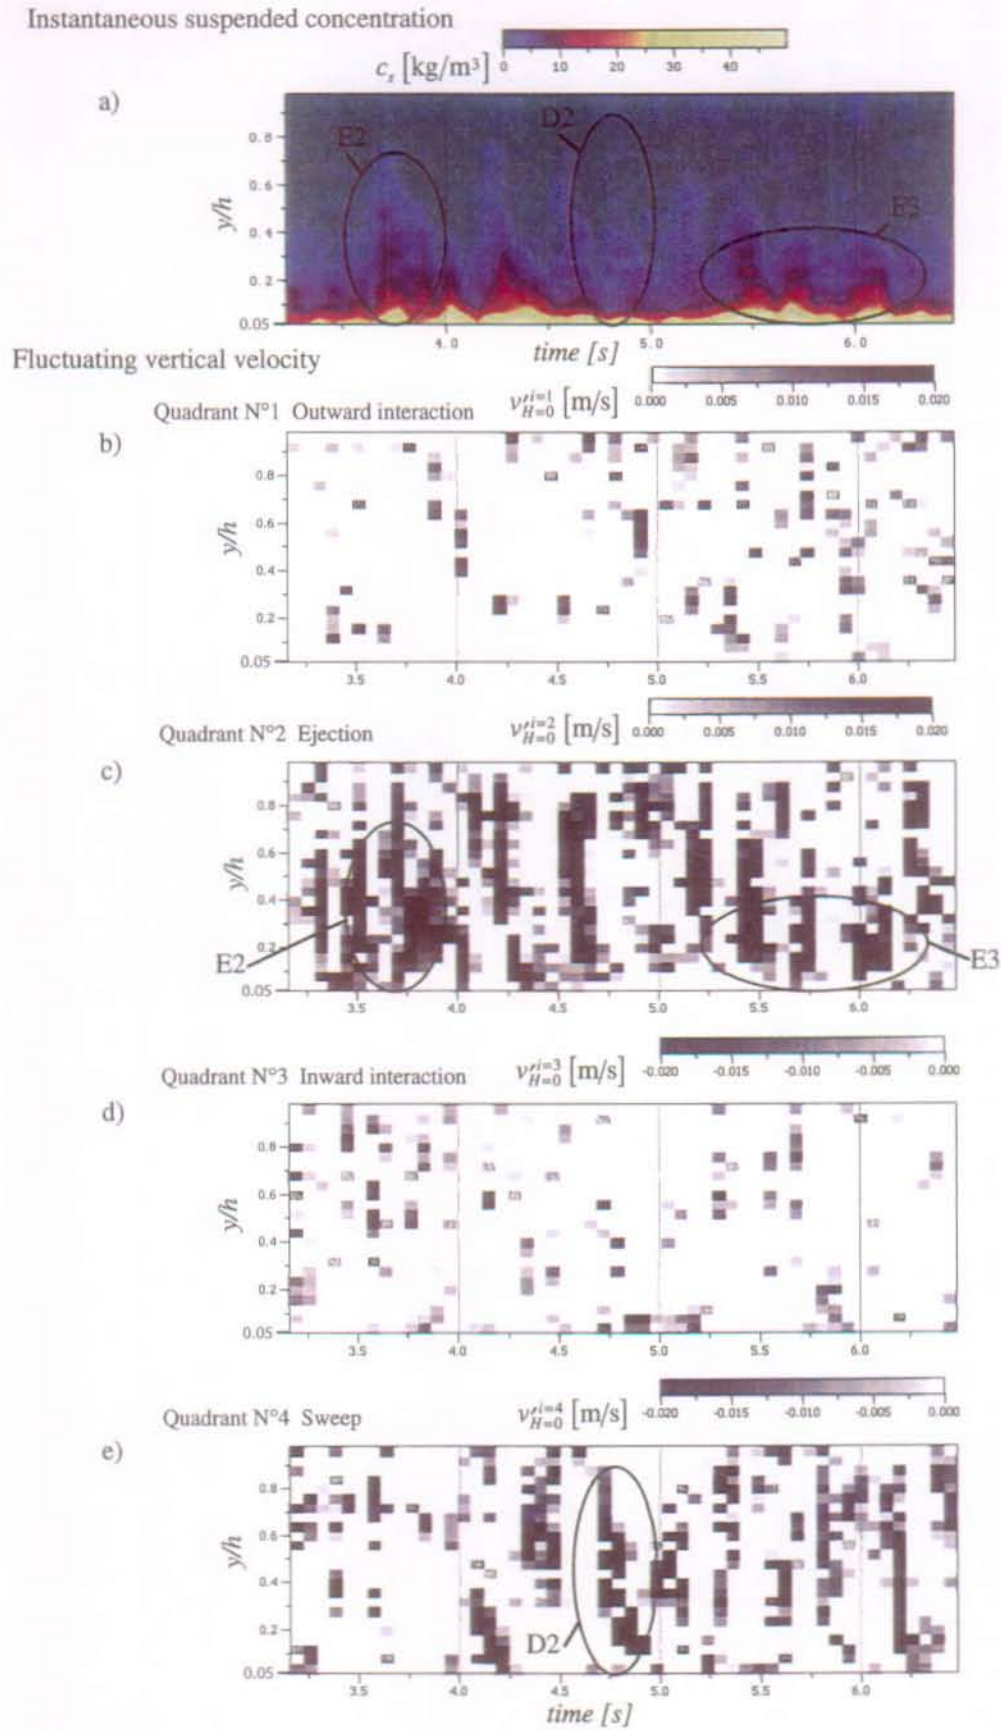 Instantaneous suspended concentration
c_s [kg/m³] 0 10 20 30 40
a)
E2 D2 E3
y/h
0.8
0.6
0.4
0.2
0.05
4.0 5.0 6.0
time [s]
Fluctuating vertical velocity
Quadrant N°1 Outward interaction v'^{i=1}_{H=0} [m/s] 0.000 0.005 0.010 0.015 0.020
b)
y/h
0.8
0.6
0.4
0.2
0.05
3.5 4.0 4.5 5.0 5.5 6.0
Quadrant N°2 Ejection v'^{i=2}_{H=0} [m/s] 0.000 0.005 0.010 0.015 0.020
c)
y/h
0.8
0.6
0.4
0.2
0.05
E2 E3
3.5 4.0 4.5 5.0 5.5 6.0
Quadrant N°3 Inward interaction v'^{i=3}_{H=0} [m/s] -0.020 -0.015 -0.010 -0.005 0.000
d)
y/h
0.8
0.6
0.4
0.2
0.05
3.5 4.0 4.5 5.0 5.5 6.0
Quadrant N°4 Sweep v'^{i=4}_{H=0} [m/s] -0.020 -0.015 -0.010 -0.005 0.000
e)
y/h
0.8
0.6
0.4
0.2
0.05
D2
3.5 4.0 4.5 5.0 5.5 6.0
time [s]